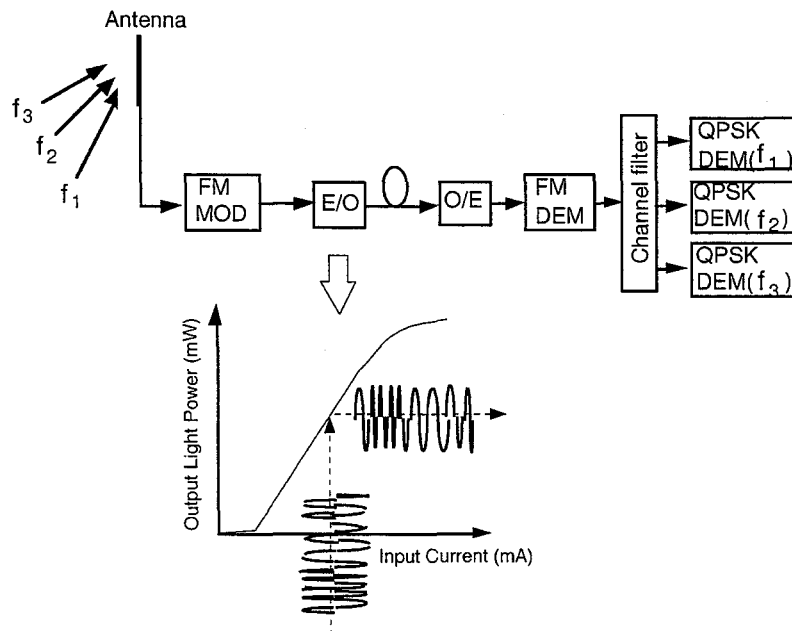 Antenna
f3
f2
f1
FM
MOD
E/O
O/E
FM
DEM
Channel filter
QPSK
DEM(f1)
QPSK
DEM(f2)
QPSK
DEM(f3)
Output Light Power (mW)
Input Current (mA)